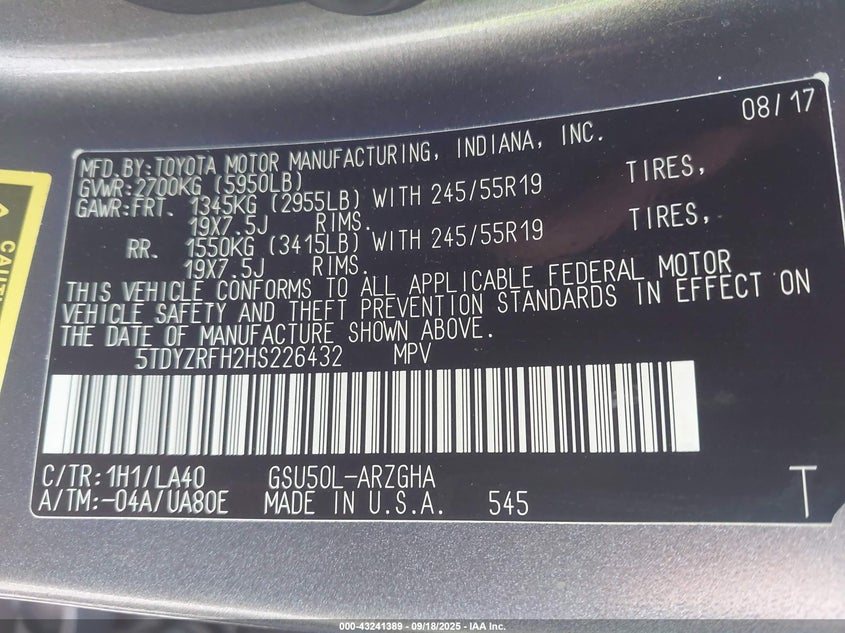 08/17
MFD.BY:TOYOTA MOTOR MANUFACTURING, INDIANA, INC.
GVWR:2700KG (5950LB)
GAWR:FRT. 1345KG (2955LB) WITH 245/55R19 TIRES,
19X7.5J RIMS.
RR. 1550KG (3415LB) WITH 245/55R19 TIRES,
19X7.5J RIMS.
THIS VEHICLE CONFORMS TO ALL APPLICABLE FEDERAL MOTOR
VEHICLE SAFETY AND THEFT PREVENTION STANDARDS IN EFFECT ON
THE DATE OF MANUFACTURE SHOWN ABOVE.
5TDYZRFH2HS226432 MPV
C/TR:1H1/LA40 GSU50L-ARZGHA
A/TM:-04A/UA80E MADE IN U.S.A. 545 T
000-43241389 - 09/18/2025 - IAA Inc.